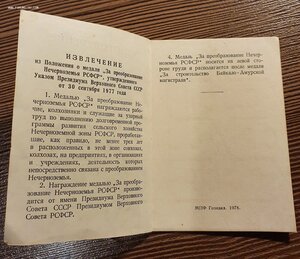 ИЗВЛЕЧЕНИЕ
из Положения о медали „За преобразование
Нечерноземья РСФСР", утвержденного
Указом Президиума Верховного Совета СССР
от 30 сентября 1977 года
1. Медалью „За преобразование Не-
черноземья РСФСР" награждаются рабо-
чие, колхозники и служащие за ударный
труд по выполнению долговременной про-
граммы развития сельского хозяйства
Нечерноземной зоны РСФСР, проработав-
шие, как правило, не менее трех лет
в расположенных в этой зоне совхозах,
колхозах, на предприятиях, в организациях
и учреждениях, деятельность которых
непосредственно связана с преобразованием
Нечерноземья.
2. Награждение медалью „За преобра-
зование Нечерноземья РСФСР" произво-
дится от имени Президиума Верховного
Совета СССР Президиумом Верховного
Совета РСФСР.
4. Медаль „За преобразование Нечер-
ноземья РСФСР" носится на левой сто-
роне груди и располагается после медали
„За строительство Байкало-Амурской
магистрали".
МПФ Гознака. 1978.